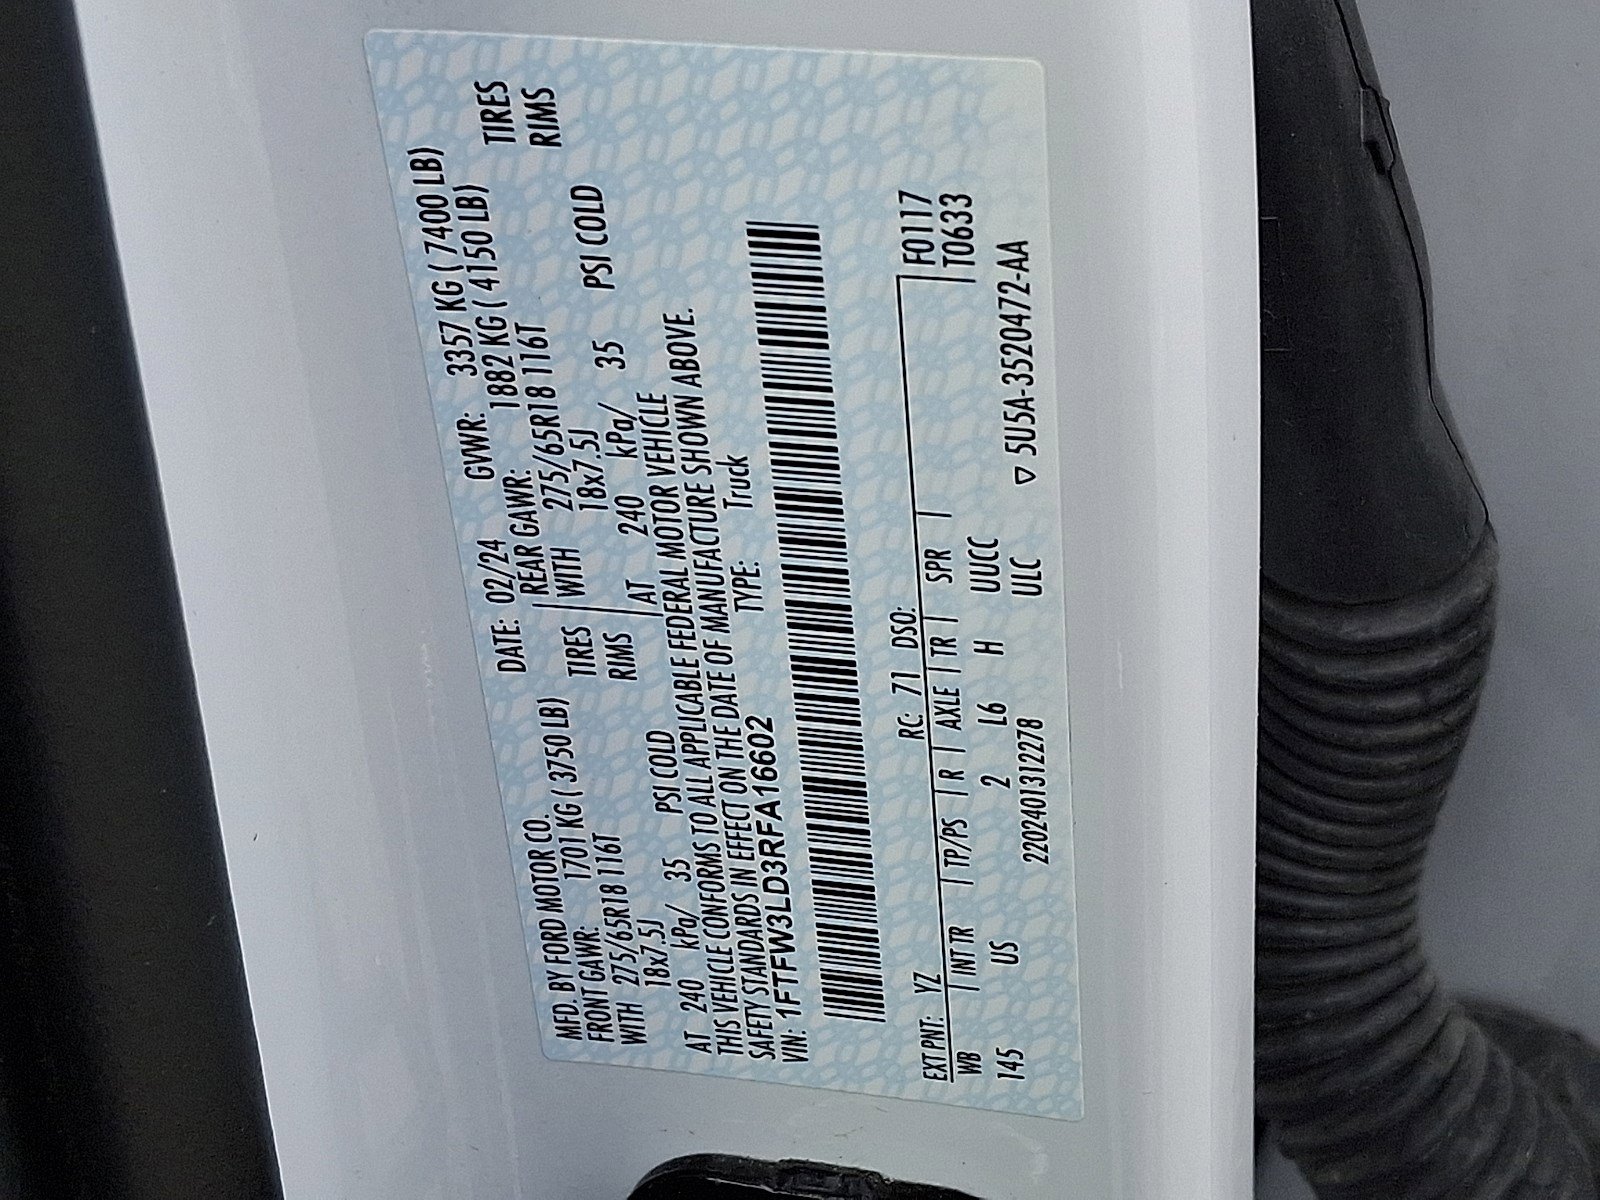 MFD. BY FORD MOTOR CO. DATE: 02/24 GVWR: 3357 KG ( 7400 LB)
FRONT GAWR: 1701 KG ( 3750 LB) REAR GAWR: 1882 KG ( 4150 LB)
WITH 275/65R18 116T TIRES WITH 275/65R18 116T TIRES
18x7.5J RIMS 18x7.5J RIMS
AT 240 kPa/ 35 PSI COLD AT 240 kPa/ 35 PSI COLD
THIS VEHICLE CONFORMS TO ALL APPLICABLE FEDERAL MOTOR VEHICLE
SAFETY STANDARDS IN EFFECT ON THE DATE OF MANUFACTURE SHOWN ABOVE.
VIN: 1FTFW3LD3RFA16602 TYPE: Truck
EXT PNT: YZ RC: 71 DSO: F0117
WB INT TR TP/PS R AXLE TR SPR T0633
145 US 2 L6 H UUCC
2202401312278 ULC ▽ 5U5A-3520472-AA